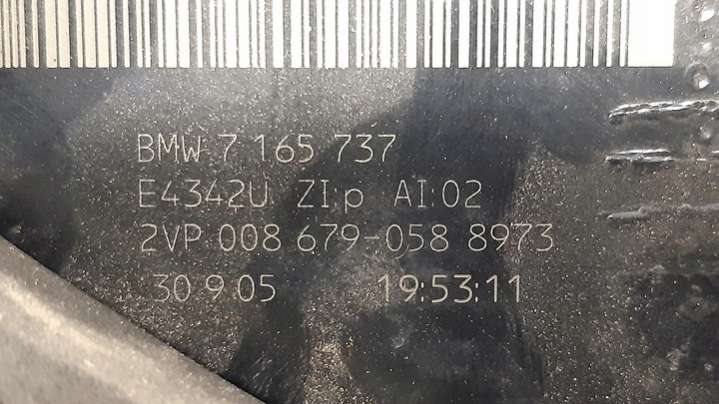 BMW 7 165 737
E4342U ZI:p AI:02
2VP 008 679-058 8973
30 9.05 19:53:11